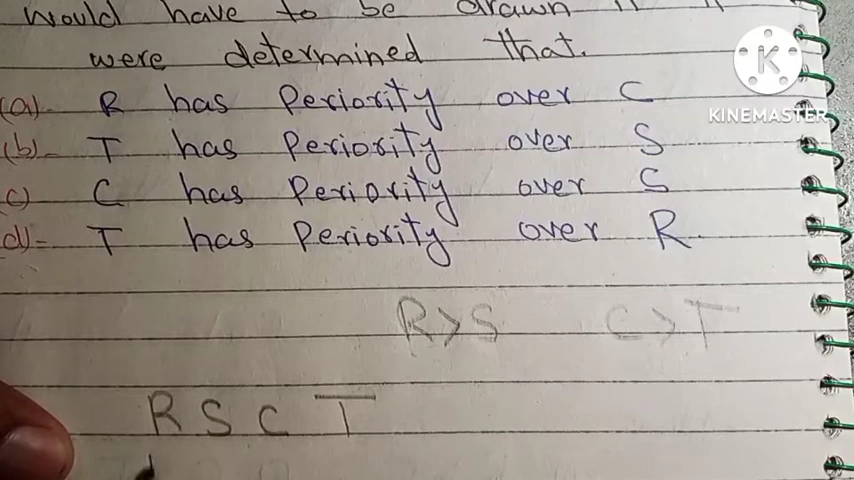 would have to be drawn if
were determined that.
(a)- R has Periority over C
(b)- T has Periority over S
(c) C has Periority over S
d)- T has Periority over R.
R>S C>T
R S C T
K
KINEMASTER